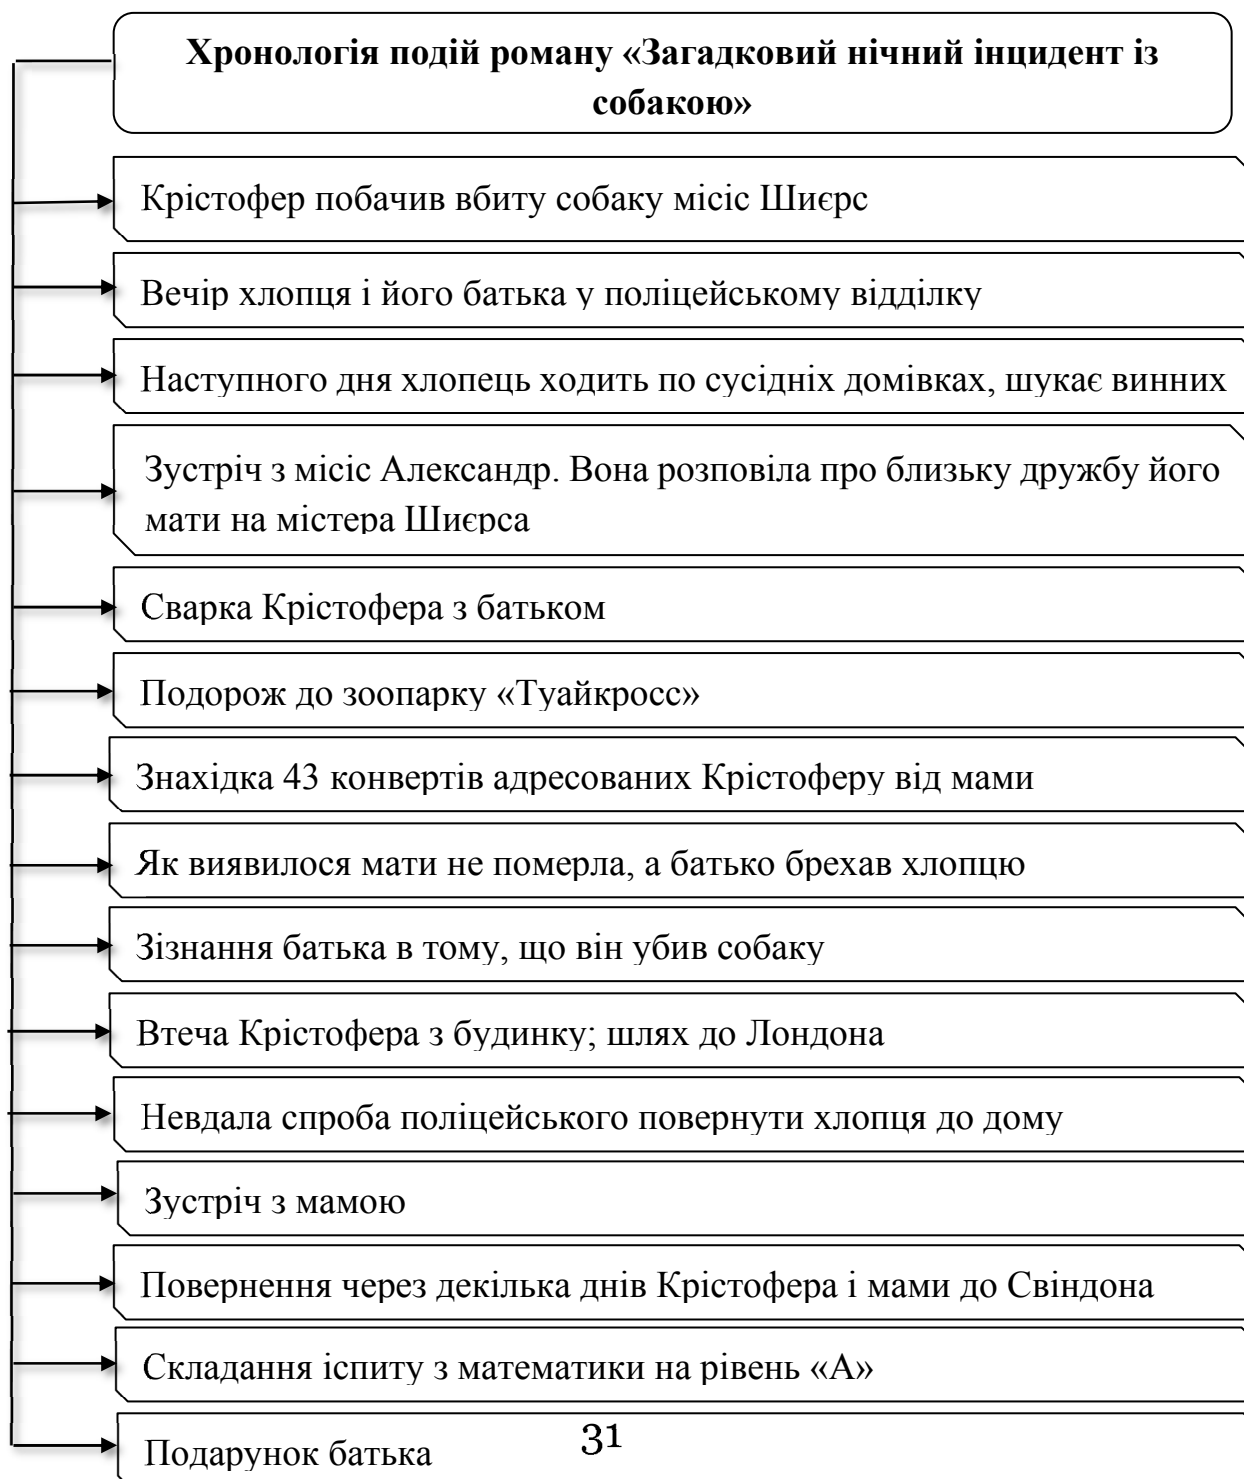 Хронологія подій роману «Загадковий нічний інцидент із
собакою»
Крістофер побачив вбиту собаку місіс Шиєрс
Вечір хлопця і його батька у поліцейському відділку
Наступного дня хлопець ходить по сусідніх домівках, шукає винних
Зустріч з місіс Александр. Вона розповіла про близьку дружбу його
мати на містера Шиєрса
Сварка Крістофера з батьком
Подорож до зоопарку «Туайкросс»
Знахідка 43 конвертів адресованих Крістоферу від мами
Як виявилося мати не померла, а батько брехав хлопцю
Зізнання батька в тому, що він убив собаку
Втеча Крістофера з будинку; шлях до Лондона
Невдала спроба поліцейського повернути хлопця до дому
Зустріч з мамою
Повернення через декілька днів Крістофера і мами до Свіндона
Складання іспиту з математики на рівень «А»
Подарунок батька
31